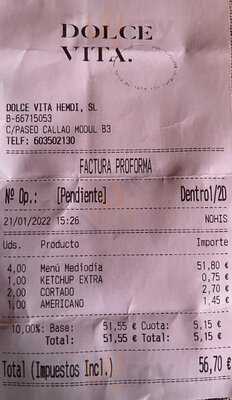 DOLCE
VITA.
DOLCE VITA HEMDI, SL
B-66715053
C/PASEO CALLAO MODUL B3
TELF: 603502130
FACTURA PROFORMA
Nº Op.: [Pendiente] Dentro1/2D
21/01/2022 15:26 NOHIS
Uds. Producto Importe
4,00 Menú Mediodia 51,80 €
1,00 KETCHUP EXTRA 0,75 €
2,00 CORTADO 2,70 €
1,00 AMERICANO 1,45 €
10,00% Base: 51,55 € Cuota: 5,15 €
Total: 51,55 € Total: 5,15 €
Total (Impuestos Incl.) 56,70 €